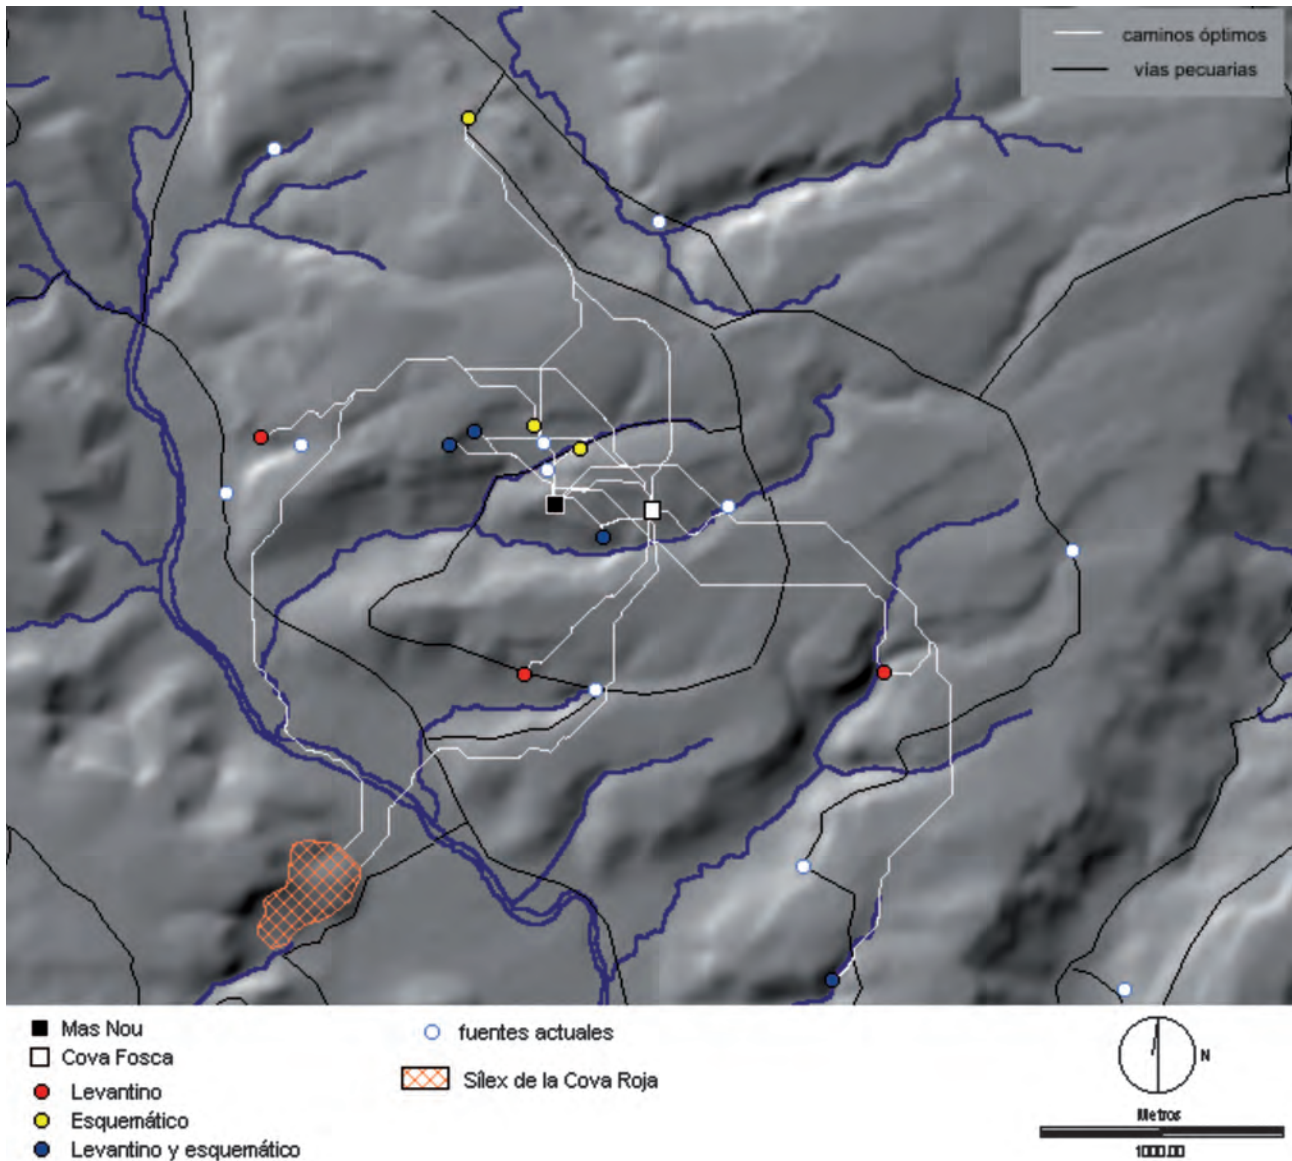 caminos óptimos
vías pecuarias
Mas Nou
Cova Fosca
Levantino
Esquemático
Levantino y esquemático
fuentes actuales
Sílex de la Cova Roja
N
Metros
1000.00